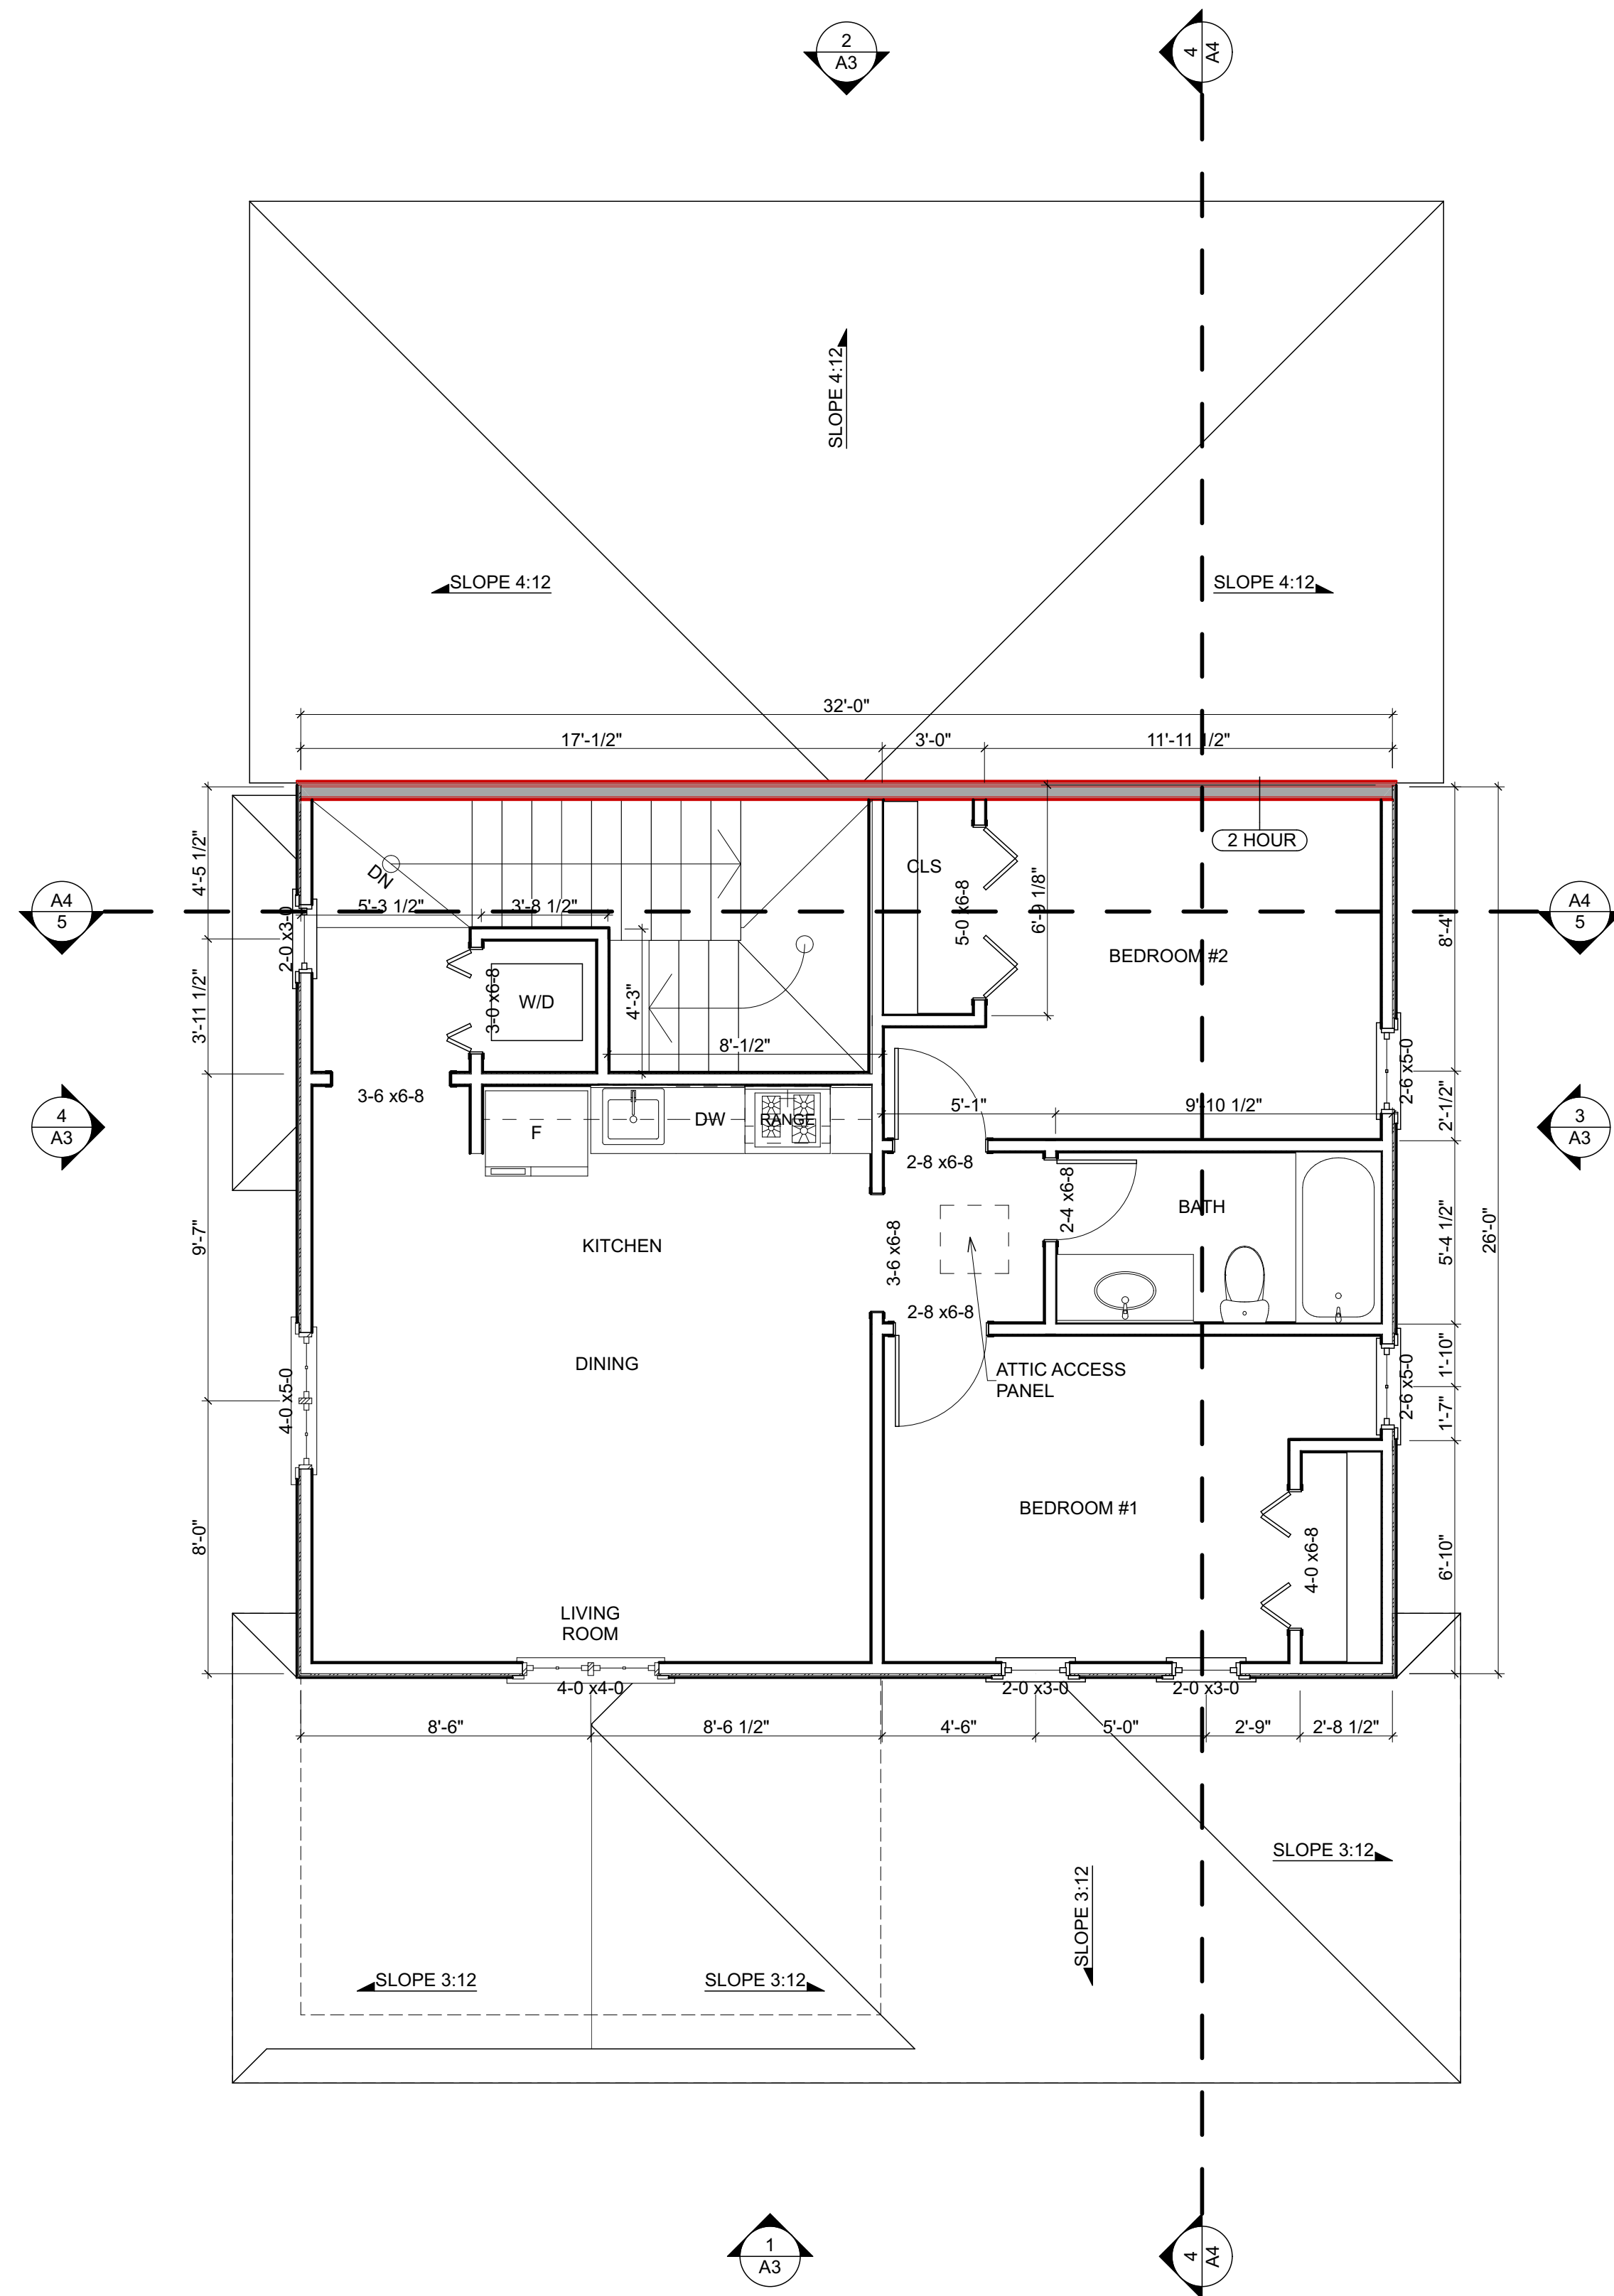 2
A3
4
A4
SLOPE 4:12
SLOPE 4:12
SLOPE 4:12
32'-0"
17'-1/2"
3'-0"
11'-11 1/2"
2 HOUR
4'-5 1/2"
DN
CLS
5-0 x6-8
6'-9 1/8"
8'-4"
A4
5
A4
5
5'-3 1/2"
3'-8 1/2"
2-0 x3-0
BEDROOM #2
3'-11 1/2"
3-0 x6-8
W/D
4'-3"
8'-1/2"
2-6 x5-0
2'-1/2"
3-6 x6-8
5'-1"
9'-10 1/2"
4
A3
F
DW
RANGE
3
A3
2-8 x6-8
2-4 x6-8
BATH
9'-7"
KITCHEN
3-6 x6-8
5'-4 1/2"
26'-0"
2-8 x6-8
DINING
ATTIC ACCESS
PANEL
4-0 x5-0
2-6 x5-0
1'-10"
1'-7"
BEDROOM #1
8'-0"
4-0 x6-8
6'-10"
LIVING
ROOM
4-0 x4-0
2-0 x3-0
2-0 x3-0
8'-6"
8'-6 1/2"
4'-6"
5'-0"
2'-9"
2'-8 1/2"
SLOPE 3:12
SLOPE 3:12
SLOPE 3:12
SLOPE 3:12
1
A3
4
A4